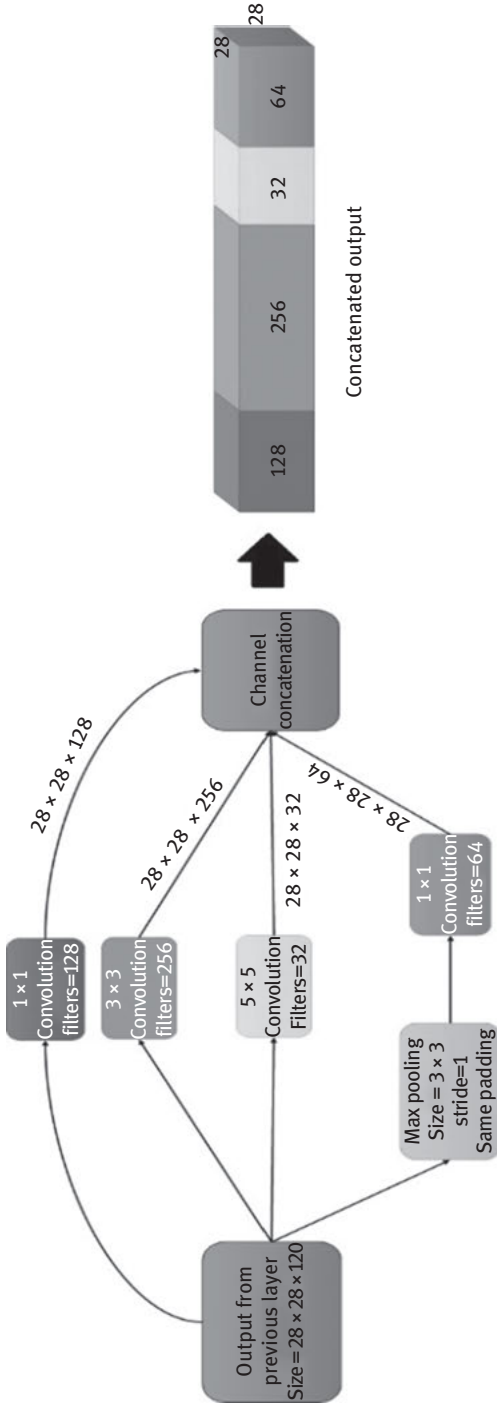 Output from
previous layer
Size = 28 × 28 × 120
1 × 1
Convolution
filters=128
3 × 3
Convolution
filters=256
5 × 5
Convolution
Filters=32
Max pooling
Size = 3 × 3
stride=1
Same padding
1 × 1
Convolution
filters=64
28 × 28 × 128
28 × 28 × 256
28 × 28 × 32
28 × 28 × 64
Channel
concatenation
128
256
32
64
28
28
Concatenated output